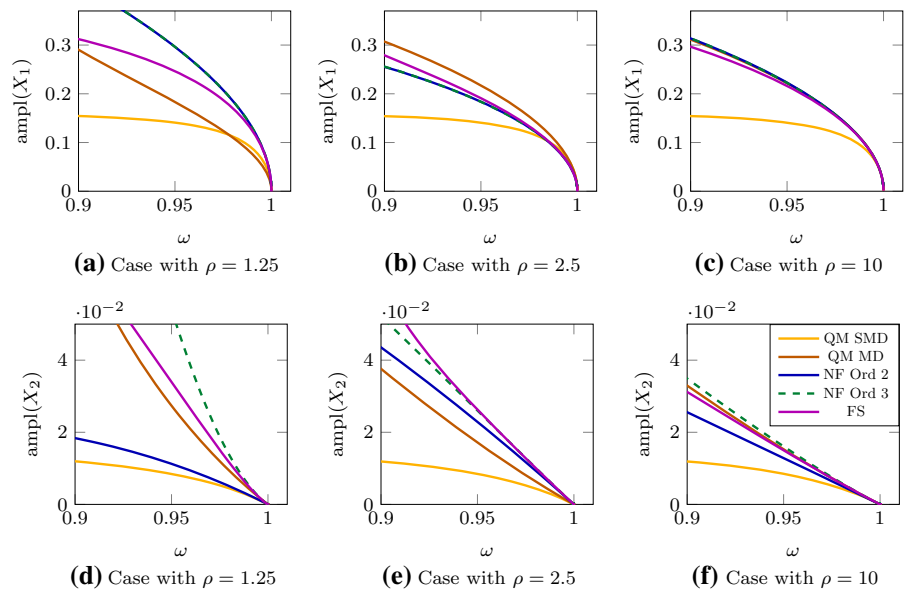 0.3
0.2
0.1
0
ampl(X₁)
0.9
0.95
1
ω
(a) Case with ρ = 1.25
0.3
0.2
0.1
0
ampl(X₁)
0.9
0.95
1
ω
(b) Case with ρ = 2.5
0.3
0.2
0.1
0
ampl(X₁)
0.9
0.95
1
ω
(c) Case with ρ = 10
·10⁻²
4
2
0
ampl(X₂)
0.9
0.95
1
ω
(d) Case with ρ = 1.25
·10⁻²
4
2
0
ampl(X₂)
0.9
0.95
1
ω
(e) Case with ρ = 2.5
·10⁻²
4
2
0
ampl(X₂)
QM SMD
QM MD
NF Ord 2
NF Ord 3
FS
0.9
0.95
1
ω
(f) Case with ρ = 10